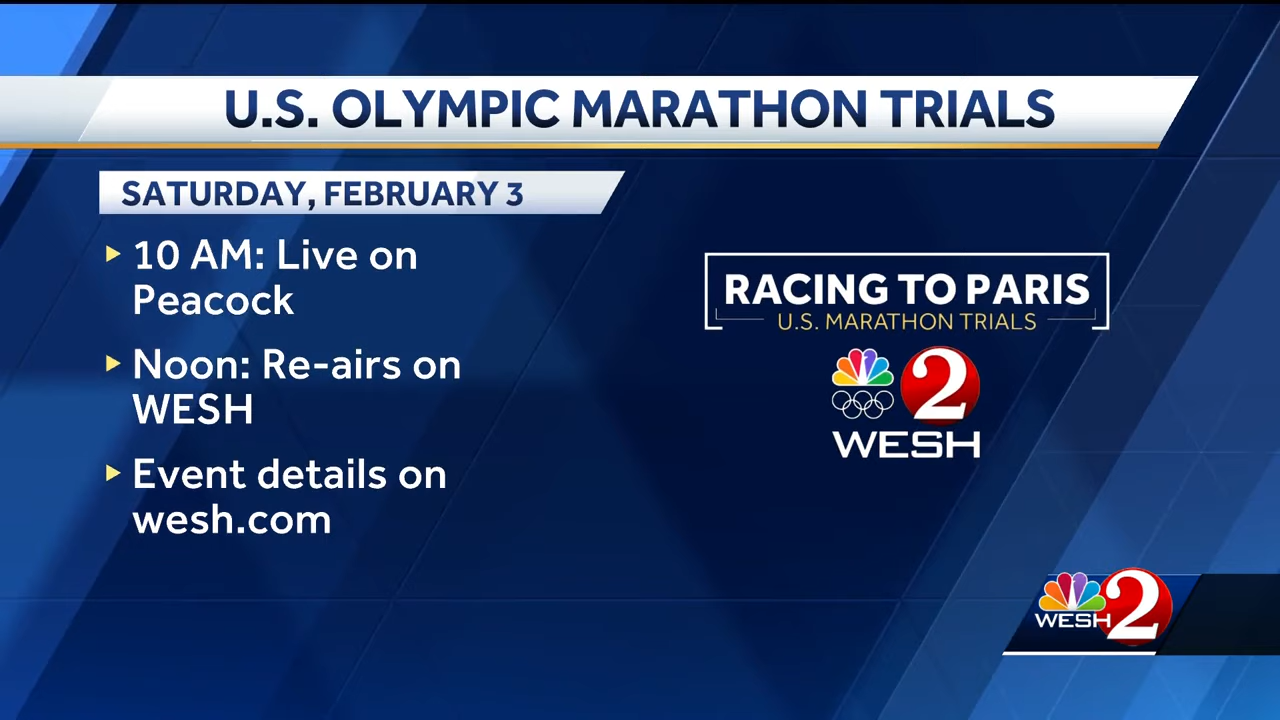 U.S. OLYMPIC MARATHON TRIALS
SATURDAY, FEBRUARY 3
10 AM: Live on
Peacock
Noon: Re-airs on
WESH
Event details on
wesh.com
RACING TO PARIS
U.S. MARATHON TRIALS
2
WESH
WESH 2